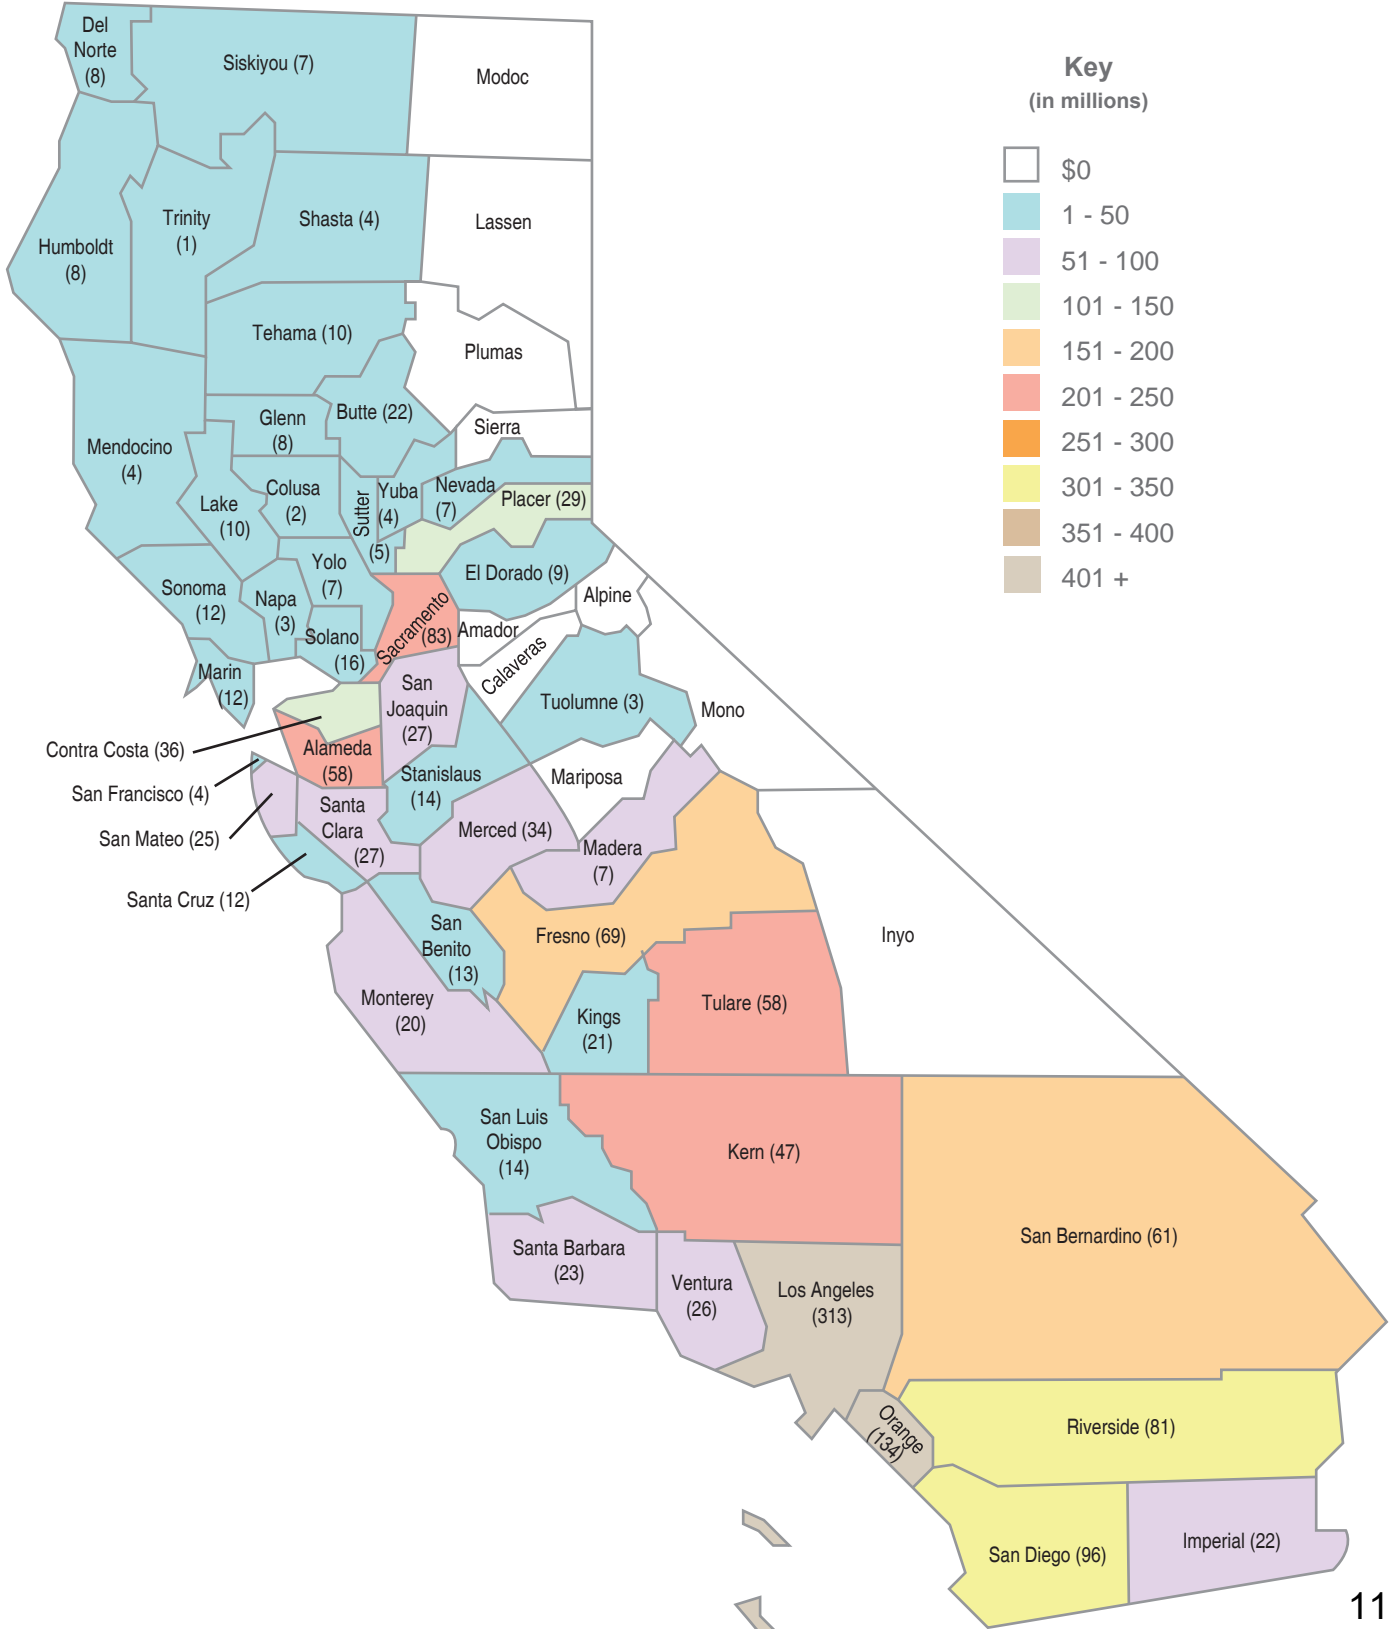 Del
Norte
(8)
Siskiyou (7)
Modoc
Key
(in millions)
$0
1 - 50
51 - 100
101 - 150
151 - 200
201 - 250
251 - 300
301 - 350
351 - 400
401 +
Humboldt
(8)
Trinity
(1)
Shasta (4)
Lassen
Tehama (10)
Plumas
Mendocino
(4)
Glenn
(8)
Butte (22)
Sierra
Lake
(10)
Colusa
(2)
Sutter
(5)
Yuba
(4)
Nevada
(7)
Placer (29)
Sonoma
(12)
Napa
(3)
Yolo
(7)
El Dorado (9)
Alpine
Solano
(16)
Sacramento
(83)
Amador
Calaveras
Marin
(12)
San
Joaquin
(27)
Tuolumne (3)
Mono
Contra Costa (36)
Alameda
(58)
San Francisco (4)
Stanislaus
(14)
Mariposa
San Mateo (25)
Santa
Clara
(27)
Merced (34)
Madera
(7)
Santa Cruz (12)
San
Benito
(13)
Fresno (69)
Inyo
Monterey
(20)
Kings
(21)
Tulare (58)
San Luis
Obispo
(14)
Kern (47)
San Bernardino (61)
Santa Barbara
(23)
Ventura
(26)
Los Angeles
(313)
Orange
(134)
Riverside (81)
San Diego (96)
Imperial (22)
11